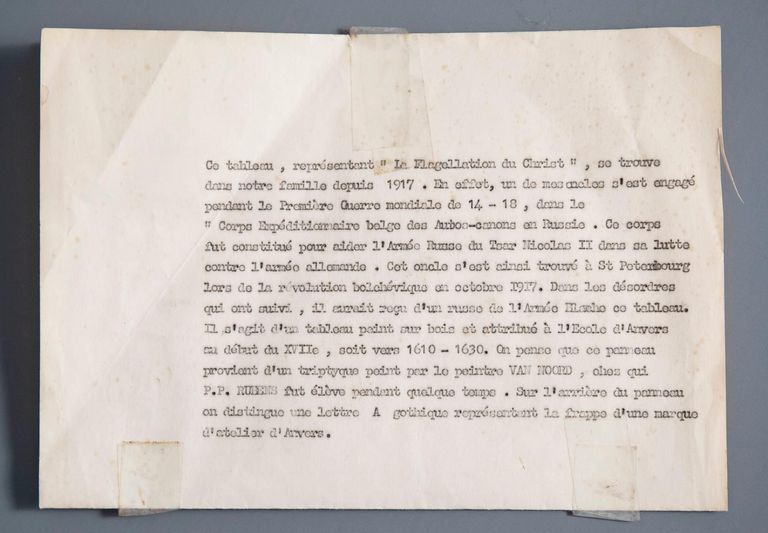 Ce tableau , représentant " La Flagellation du Christ " , se trouve
dans notre famille depuis 1917 . En effet, un de mes oncles s'est engagé
pendant le Première Guerre mondiale de 14 - 18 , dans le
" Corps Expéditionnaire belge des Autos-canons en Russie . Ce corps
fut constitué pour aider l'Armée Russe du Tsar Nicolas II dans sa lutte
contre l'armée allemande . Cet oncle s'est ainsi trouvé à St Petersbourg
lors de la révolution bolchévique en octobre 1917. Dans les désordres
qui ont suivi , il aurait reçu d'un russe de l'Armée Blanche ce tableau.
Il s'agit d'un tableau peint sur bois et attribué à l'Ecole d'Anvers
au début du XVIIe , soit vers 1610 - 1630. On pense que ce panneau
provient d'un triptyque peint par le peintre VAN NOORD , chez qui
P.P. RUBENS fut élève pendant quelque temps . Sur l'arrière du panneau
on distingue une lettre A gothique représentent la frappe d'une marque
d'atelier d'Anvers.